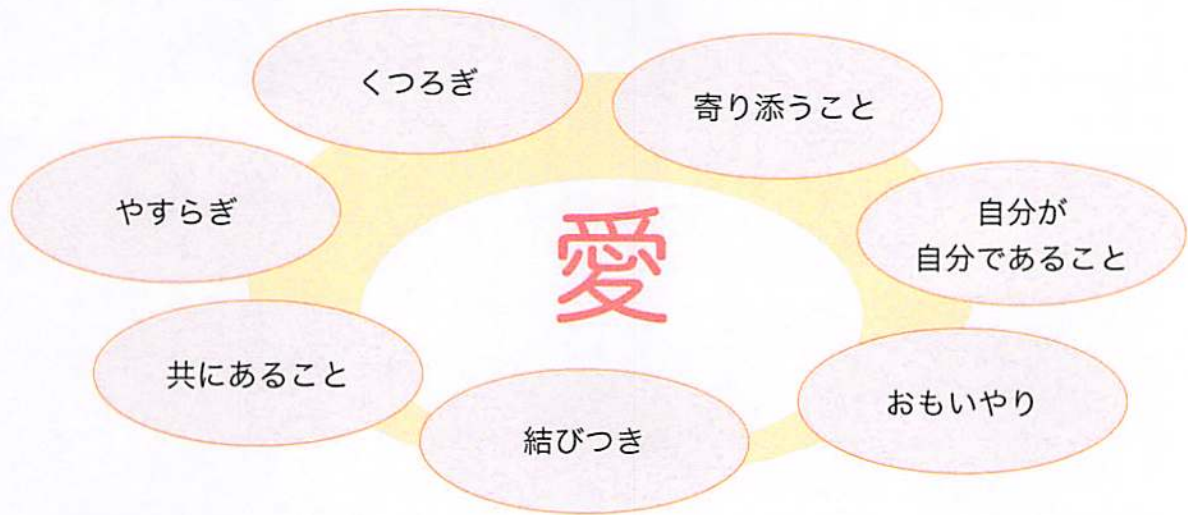 くつろぎ
寄り添うこと
やすらぎ
愛
自分が
自分であること
共にあること
おもいやり
結びつき